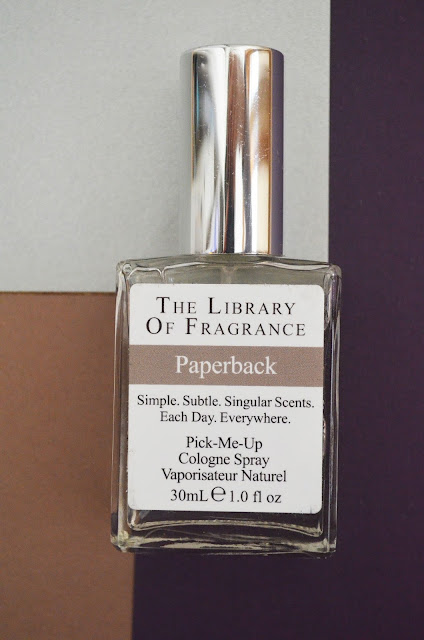 THE LIBRARY
OF FRAGRANCE
Paperback
Simple. Subtle. Singular Scents.
Each Day. Everywhere.
Pick-Me-Up
Cologne Spray
Vaporisateur Naturel
30mL ℮ 1.0 fl oz